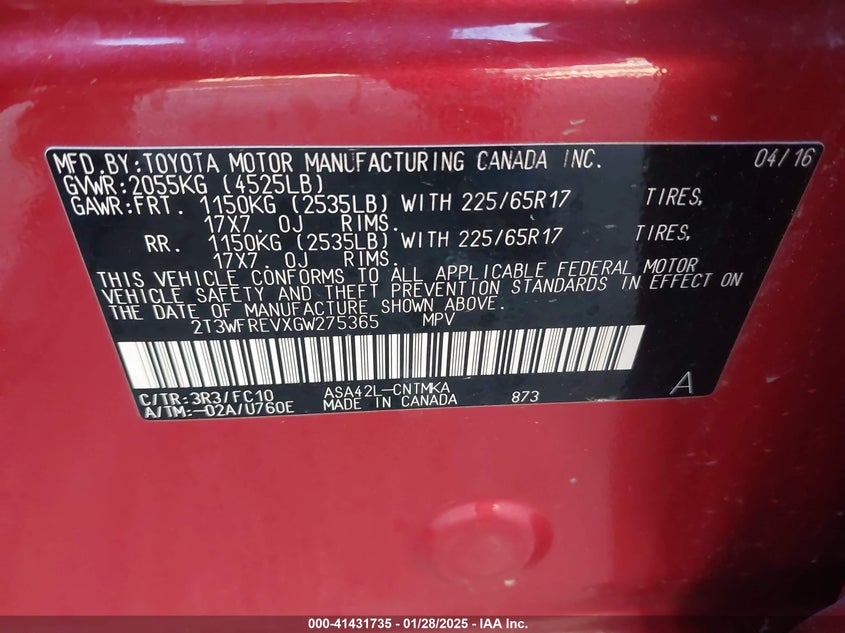 MFD.BY:TOYOTA MOTOR MANUFACTURING CANADA INC. 04/16
GVWR:2055KG (4525LB)
GAWR:FRT. 1150KG (2535LB) WITH 225/65R17 TIRES,
17X7.0J RIMS.
RR. 1150KG (2535LB) WITH 225/65R17 TIRES,
17X7.0J RIMS.
THIS VEHICLE CONFORMS TO ALL APPLICABLE FEDERAL MOTOR
VEHICLE SAFETY AND THEFT PREVENTION STANDARDS IN EFFECT ON
THE DATE OF MANUFACTURE SHOWN ABOVE.
2T3WFREVXGW275365 MPV
C/TR:3R3/FC10 ASA42L-CNTMKA A
A/TM:-02A/U760E MADE IN CANADA 873
000-41431735 - 01/28/2025 - IAA Inc.